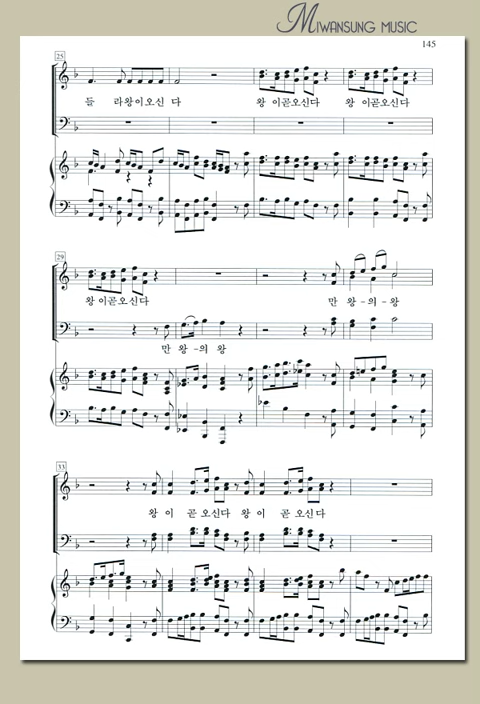 MIWANSUNG MUSIC
145
25
들 라왕이오신 다 왕 이곧오신다 왕 이곧오신다
29
왕이곧오신다 만 왕-의-왕
만 왕-의 왕
33
왕 이 곧 오신다 왕 이 곧 오신다